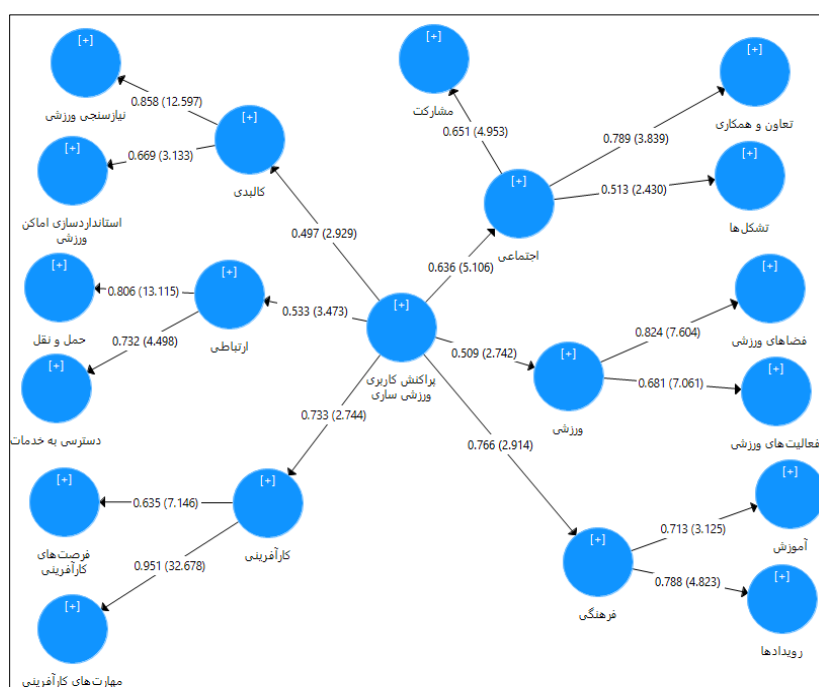 [+]
نیازسنجی ورزشی
0.858 (12.597)
[+]
استانداردسازی اماکن
ورزشی
0.669 (3.133)
[+]
کالبدی
0.497 (2.929)
[+]
مشارکت
0.651 (4.953)
[+]
تعاون و همکاری
0.789 (3.839)
[+]
تشکل‌ها
0.513 (2.430)
[+]
اجتماعی
0.636 (5.106)
[+]
حمل و نقل
0.806 (13.115)
[+]
ارتباطی
0.533 (3.473)
[+]
دسترسی به خدمات
0.732 (4.498)
[+]
پراکنش کاربری
ورزشی ساری
[+]
فضاهای ورزشی
0.824 (7.604)
[+]
ورزشی
0.509 (2.742)
[+]
فعالیت‌های ورزشی
0.681 (7.061)
0.733 (2.744)
0.766 (2.914)
[+]
فرصت‌های
کارآفرینی
0.635 (7.146)
[+]
کارآفرینی
[+]
مهارت‌های کارآفرینی
0.951 (32.678)
[+]
آموزش
0.713 (3.125)
[+]
فرهنگی
[+]
رویدادها
0.788 (4.823)